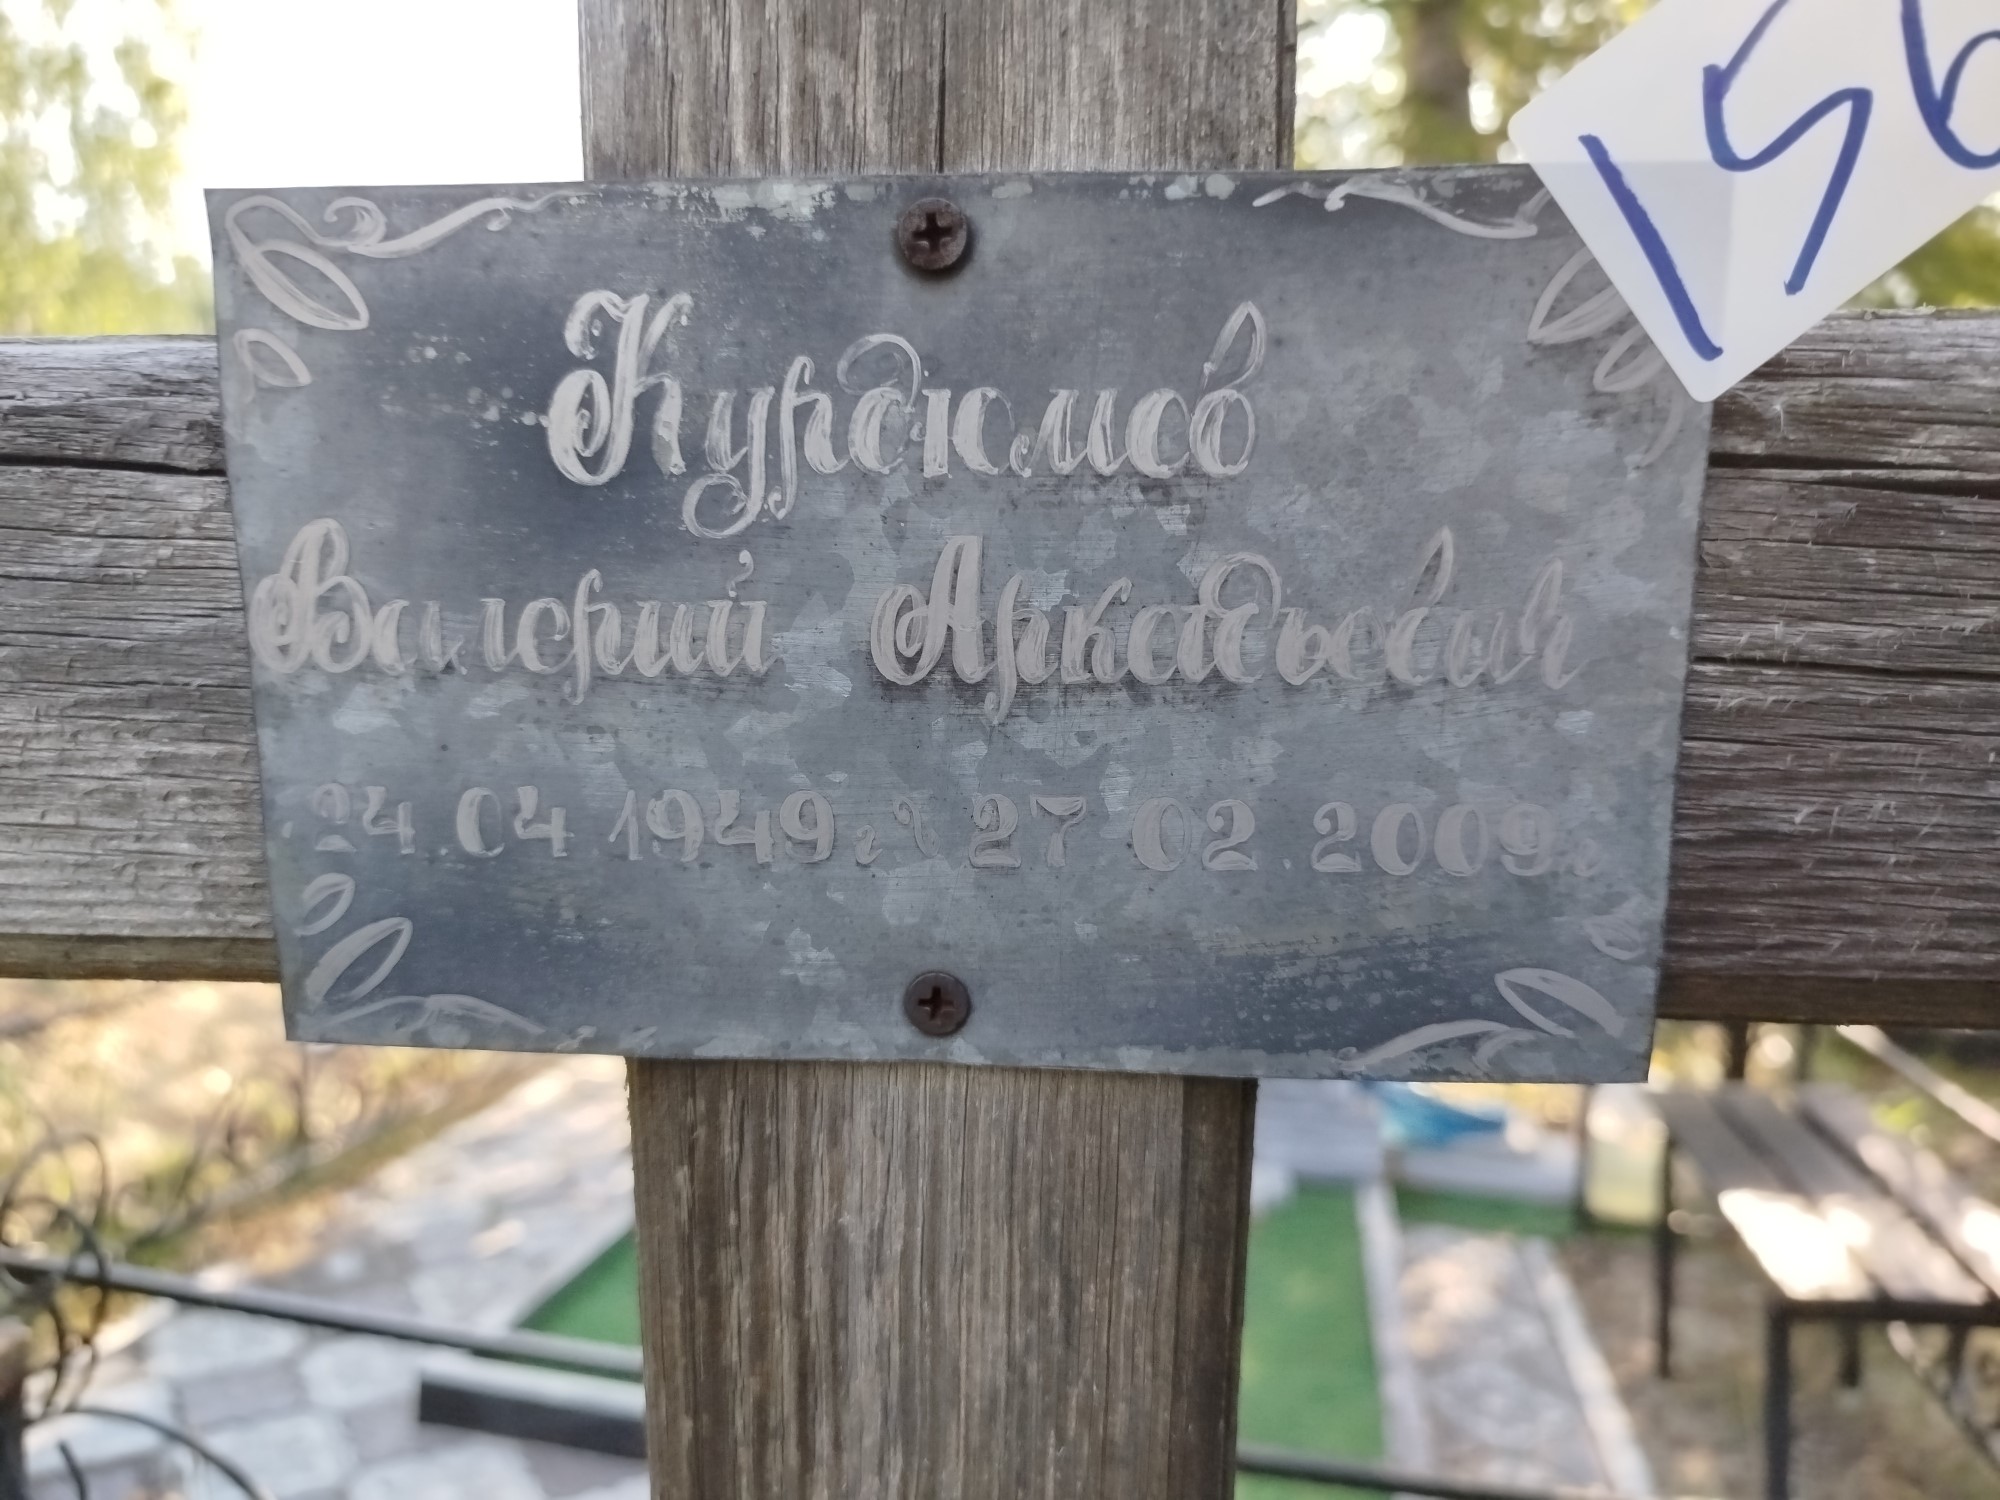 156
Курдюмов
Валерий Аркадьевич
24.04 1949г 27 02.2009г